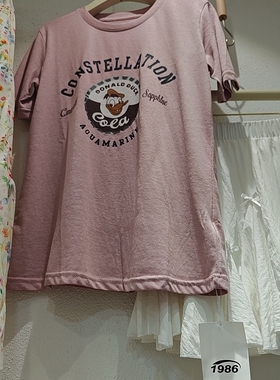 CONSTELLATION
DONALD DUCK
Sapphire
Cola
AQUAMARINE
1986